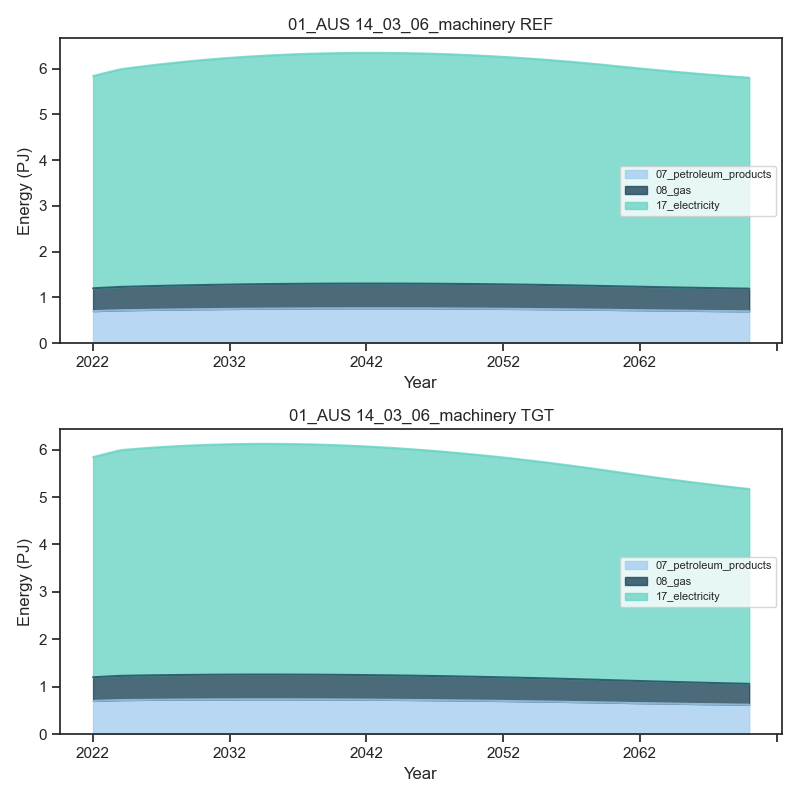 01_AUS 14_03_06_machinery REF
Energy (PJ)
6
5
4
3
2
1
0
07_petroleum_products
08_gas
17_electricity
2022 2032 2042 2052 2062
Year
01_AUS 14_03_06_machinery TGT
Energy (PJ)
6
5
4
3
2
1
0
07_petroleum_products
08_gas
17_electricity
2022 2032 2042 2052 2062
Year